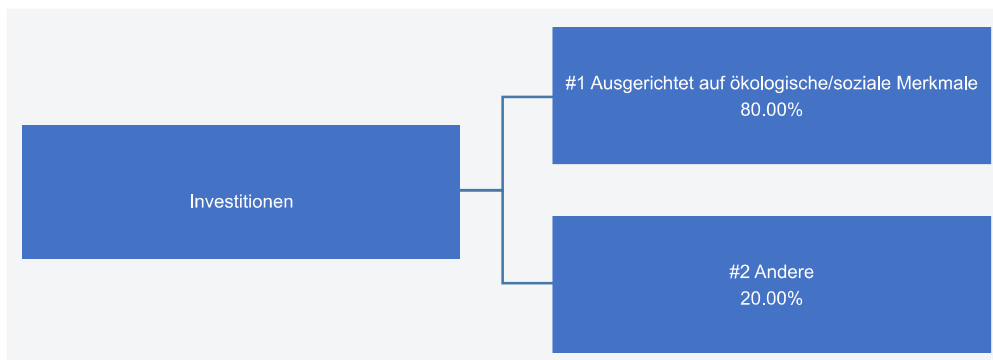 Investitionen
#1 Ausgerichtet auf ökologische/soziale Merkmale
80.00%
#2 Andere
20.00%